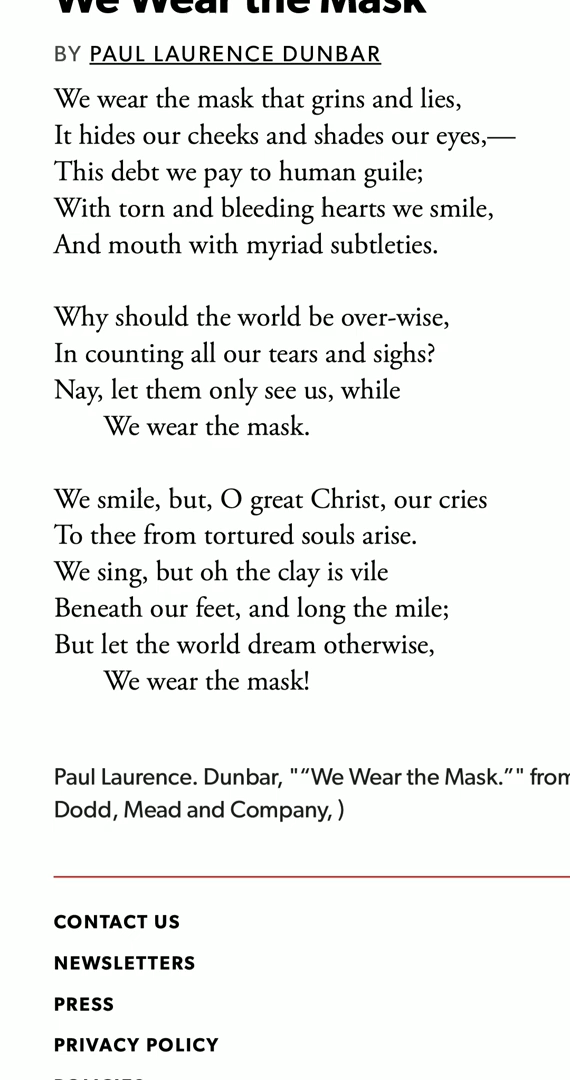 We Wear the Mask
BY PAUL LAURENCE DUNBAR
We wear the mask that grins and lies,
It hides our cheeks and shades our eyes,—
This debt we pay to human guile;
With torn and bleeding hearts we smile,
And mouth with myriad subtleties.
Why should the world be over-wise,
In counting all our tears and sighs?
Nay, let them only see us, while
We wear the mask.
We smile, but, O great Christ, our cries
To thee from tortured souls arise.
We sing, but oh the clay is vile
Beneath our feet, and long the mile;
But let the world dream otherwise,
We wear the mask!
Paul Laurence. Dunbar, "“We Wear the Mask.”" from
Dodd, Mead and Company, )
CONTACT US
NEWSLETTERS
PRESS
PRIVACY POLICY